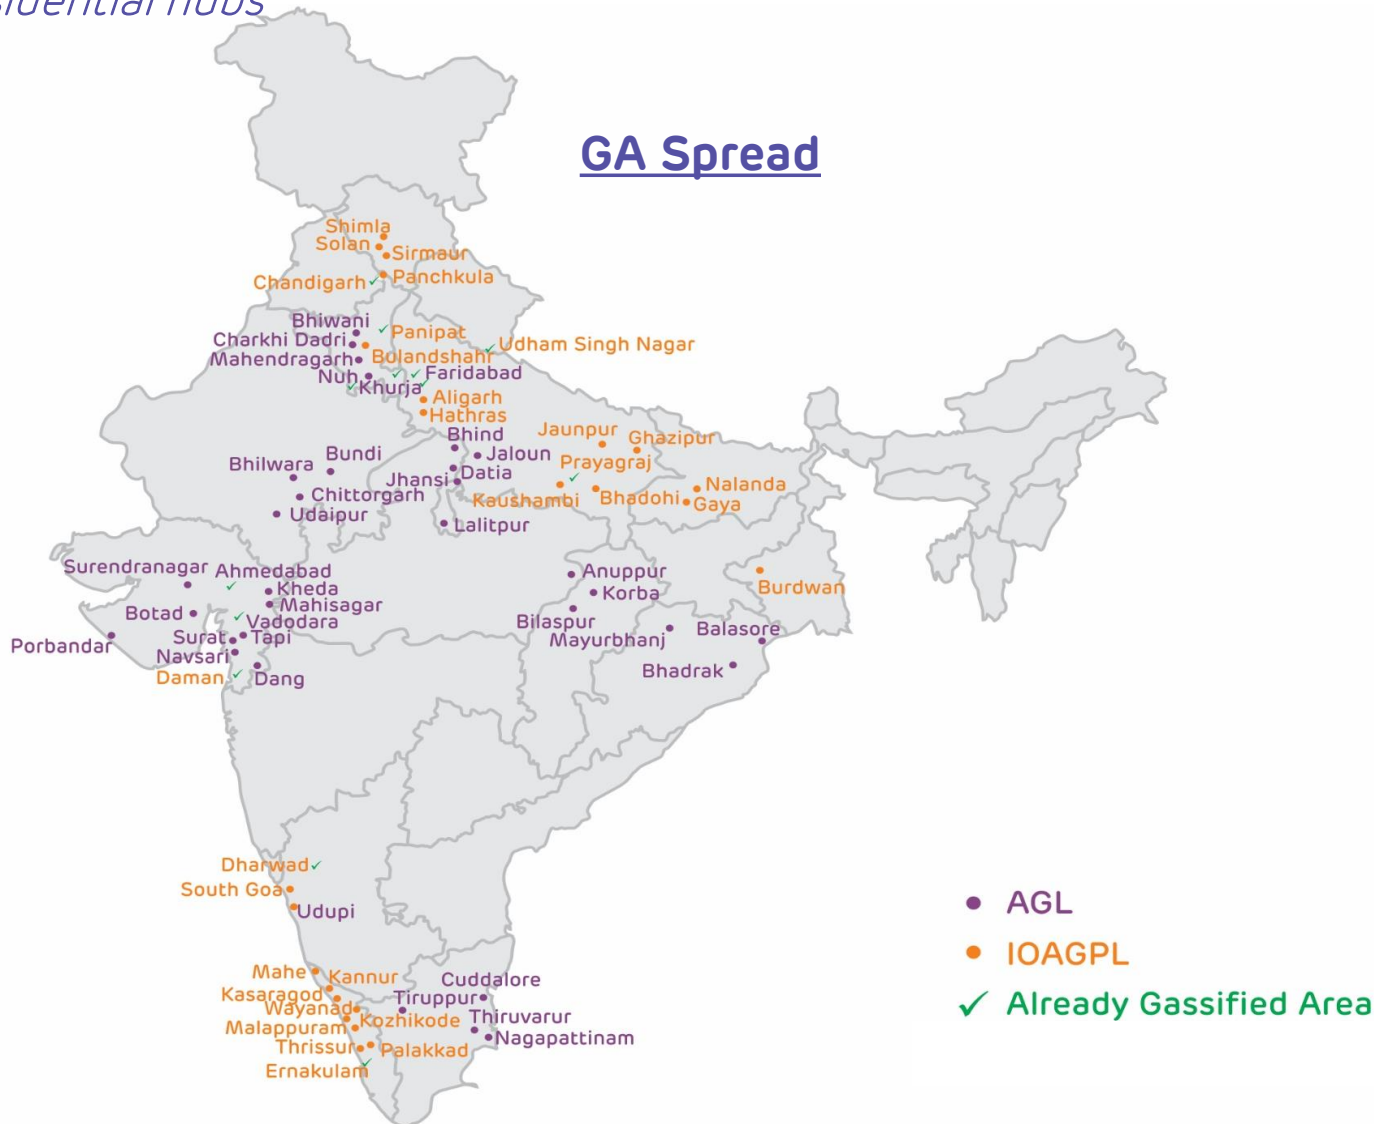 sidential hubs
GA Spread
Shimla
Solan
Sirmaur
Chandigarh
Panchkula
Bhiwani
Panipat
Charkhi Dadri
Udham Singh Nagar
Mahendragarh
Bulandshahr
Nuh
Faridabad
Khurja
Aligarh
Hathras
Bhind
Jaunpur
Ghazipur
Bundi
Jaloun
Bhilwara
Prayagraj
Datia
Jhansi
Nalanda
Chittorgarh
Kaushambi
Bhadohi
Gaya
Udaipur
Lalitpur
Surendranagar
Ahmedabad
Anuppur
Kheda
Korba
Burdwan
Mahisagar
Botad
Vadodara
Bilaspur
Balasore
Surat
Tapi
Mayurbhanj
Porbandar
Navsari
Bhadrak
Daman
Dang
Dharwad
South Goa
Udupi
AGL
IOAGPL
Already Gassified Area
Mahe
Kannur
Cuddalore
Kasaragod
Tiruppur
Wayanad
Kozhikode
Thiruvarur
Malappuram
Nagapattinam
Thrissur
Palakkad
Ernakulam